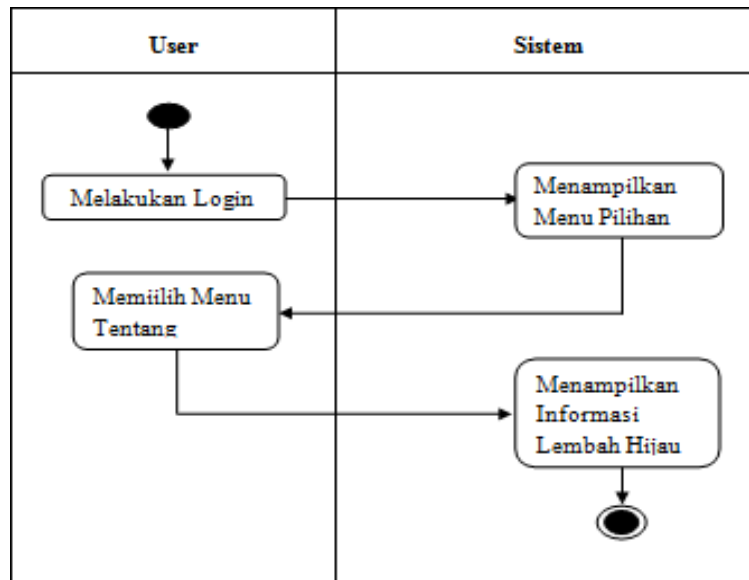 User
Sistem
Melakukan Login
Menampilkan
Menu Pilihan
Memiilih Menu
Tentang
Menampilkan
Informasi
Lembah Hijau